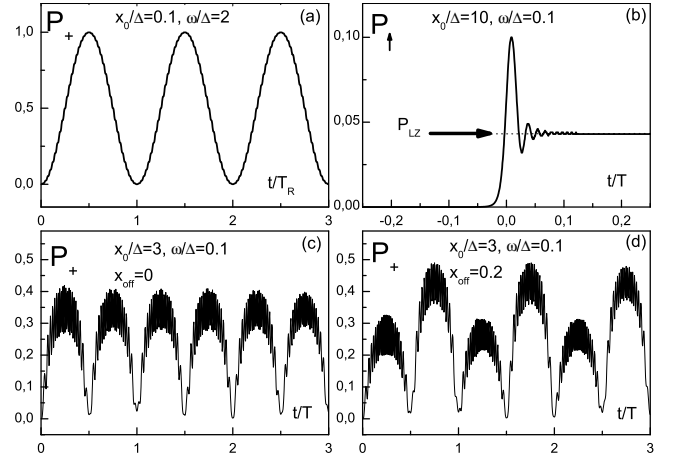 P+ x₀/Δ=0.1, ω/Δ=2 (a)
1,0
0,5
0,0
t/T_R
0 1 2 3
P↑ x₀/Δ=10, ω/Δ=0.1 (b)
0,10
0,05
0,00
P_LZ
t/T
-0,2 -0,1 0,0 0,1 0,2
P+ x₀/Δ=3, ω/Δ=0.1 (c)
x_off=0
0,5
0,4
0,3
0,2
0,1
0,0
t/T
0 1 2 3
P+ x₀/Δ=3, ω/Δ=0.1 (d)
x_off=0.2
0,5
0,4
0,3
0,2
0,1
0,0
t/T
0 1 2 3